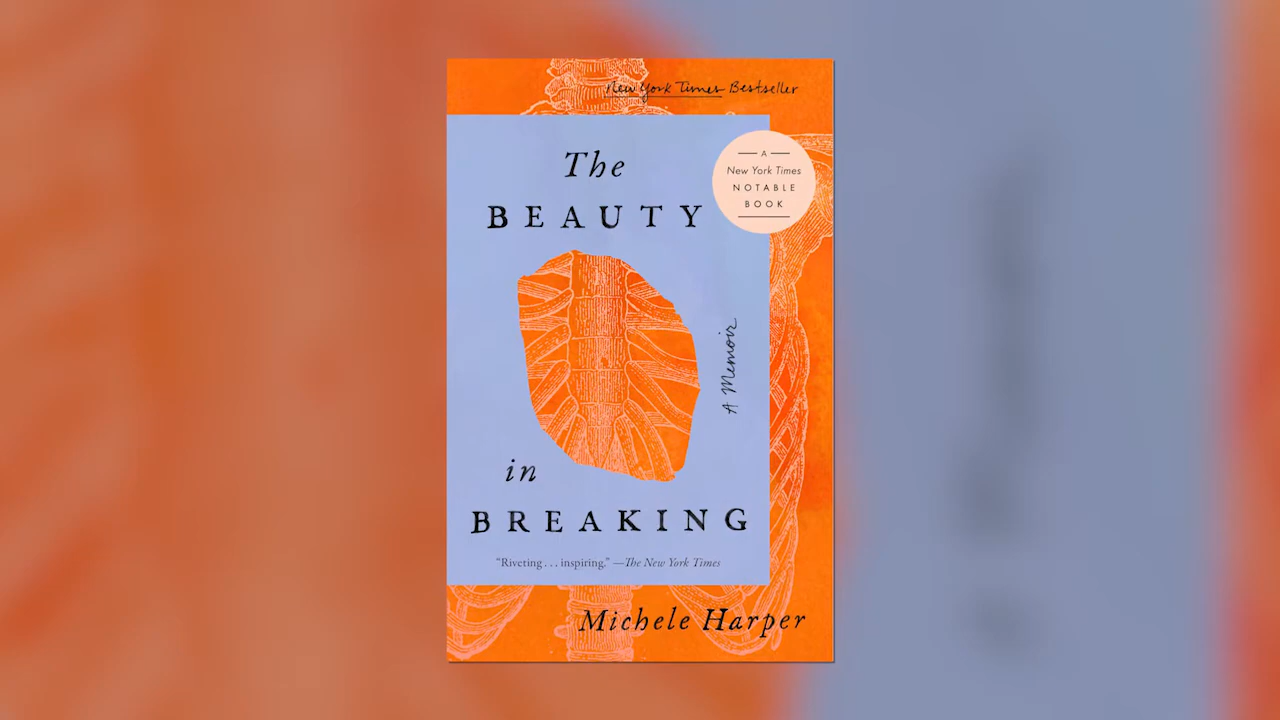 New York Times Bestseller
A
New York Times
NOTABLE
BOOK
The
BEAUTY
A Memoir
in
BREAKING
“Riveting . . . inspiring.” —The New York Times
Michele Harper